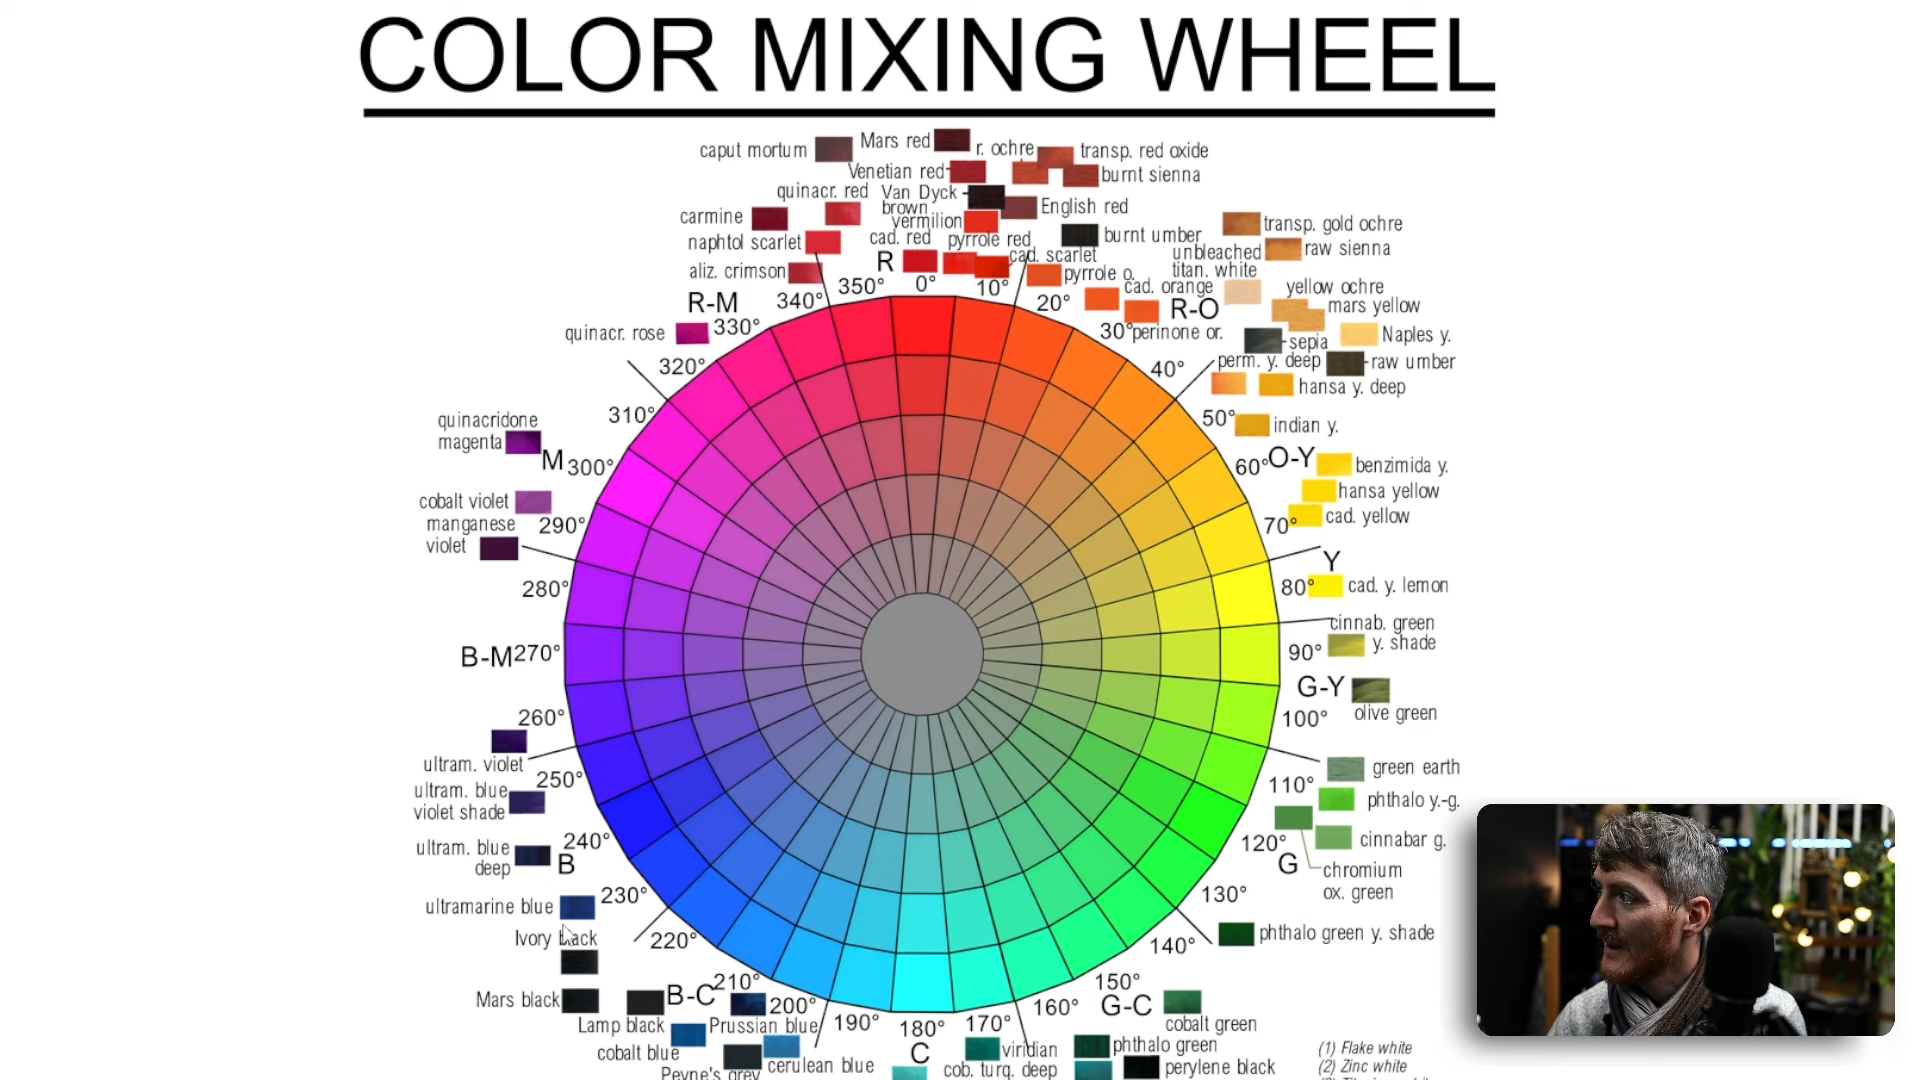 COLOR MIXING WHEEL
caput mortum
Mars red
r. ochre
transp. red oxide
Venetian red
burnt sienna
quinacr. red
Van Dyck
brown
English red
carmine
vermilion
burnt umber
transp. gold ochre
naphtol scarlet
cad. red
pyrrole red
cad. scarlet
unbleached
titan. white
raw sienna
aliz. crimson
R
pyrrole o.
cad. orange
yellow ochre
R-M
340°
350°
0°
10°
20°
30°
R-O
mars yellow
quinacr. rose
330°
perinone or.
sepia
Naples y.
320°
40°
perm. y. deep
raw umber
hansa y. deep
310°
50°
indian y.
quinacridone
magenta
M
300°
60°
O-Y
benzimida y.
hansa yellow
cobalt violet
290°
70°
cad. yellow
manganese
violet
Y
280°
80°
cad. y. lemon
cinnab. green
y. shade
B-M
270°
90°
G-Y
olive green
260°
100°
ultram. violet
green earth
250°
110°
phthalo y.-g.
ultram. blue
violet shade
240°
120°
cinnabar g.
ultram. blue
deep
B
G
chromium
ox. green
ultramarine blue
230°
130°
Ivory black
220°
140°
phthalo green y. shade
Mars black
B-C
210°
200°
190°
180°
170°
160°
150°
G-C
Lamp black
Prussian blue
cobalt green
cobalt blue
C
viridian
phthalo green
Peyne's grey
cerulean blue
cob. turq. deep
perylene black
(1) Flake white
(2) Zinc white